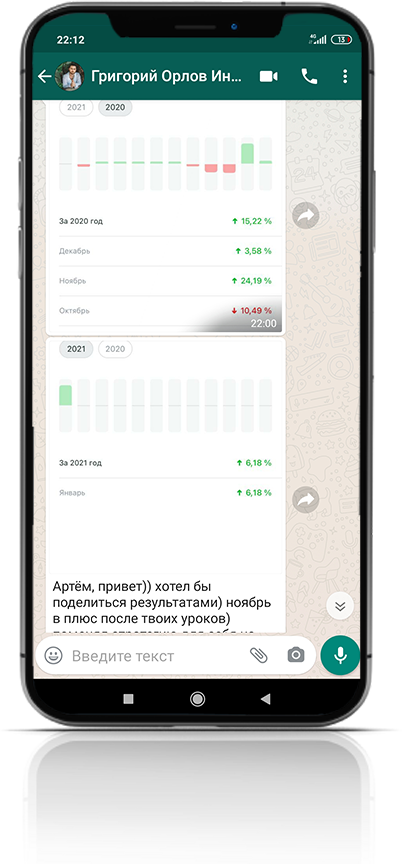 22:12
4G
13
Григорий Орлов Ин...
2021 2020
За 2020 год 15,22 %
Декабрь 3,58 %
Ноябрь 24,19 %
Октябрь 10,49 %
22:00
2021 2020
За 2021 год 6,18 %
Январь 6,18 %
Артём, привет)) хотел бы
поделиться результатами) ноябрь
в плюс после твоих уроков)
Введите текст